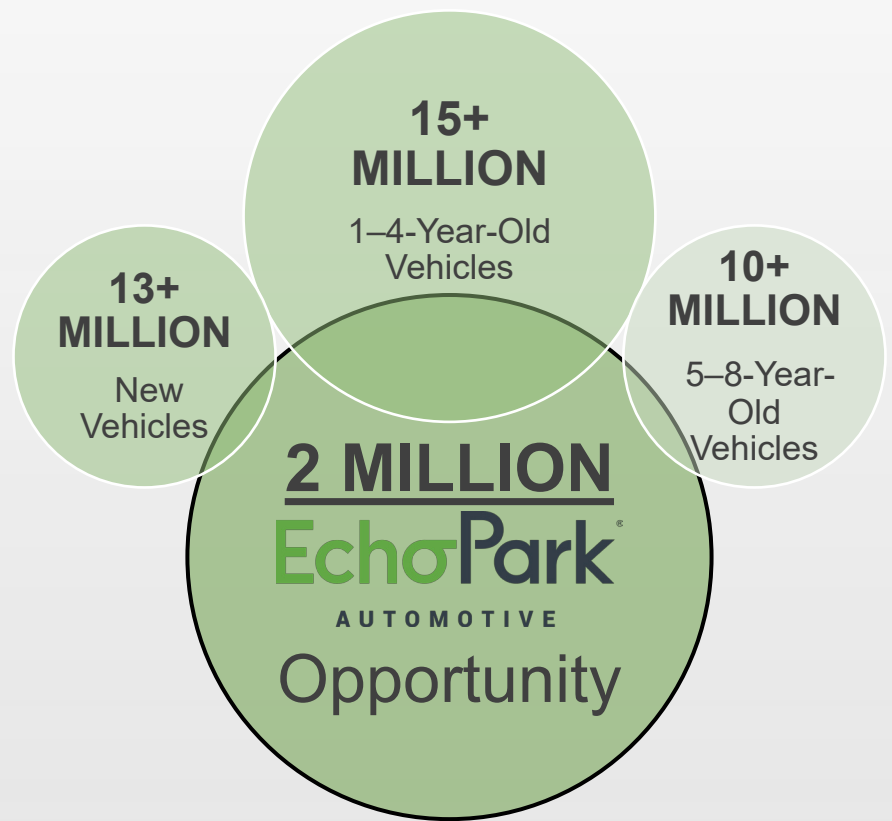 15+
MILLION
1–4-Year-Old
Vehicles
13+
MILLION
New
Vehicles
10+
MILLION
5–8-Year-
Old
Vehicles
2 MILLION
EchoPark®
AUTOMOTIVE
Opportunity